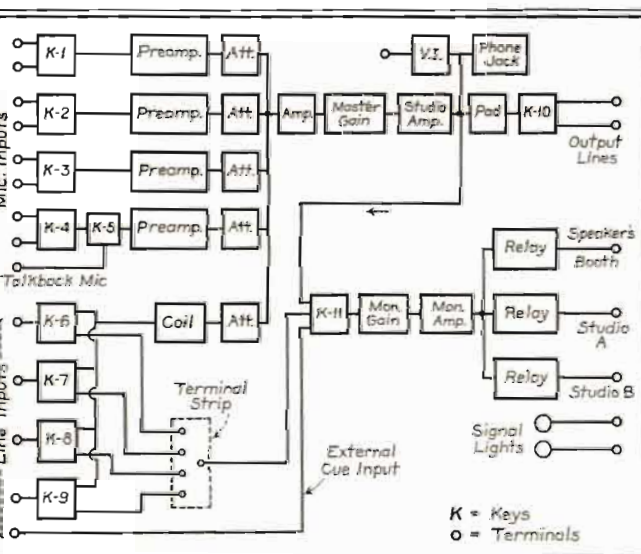 K-1
Preamp.
Att.
V.I.
Phone
Jack
K-2
Preamp.
Att.
Amp.
Master
Gain
Studio
Amp.
Pad
K-10
Output
Lines
Mic. Inputs
K-3
Preamp.
Att.
K-4
K-5
Preamp.
Att.
Talkback Mic
Relay
Speaker's
Booth
K-6
Coil
Att.
K-11
Mon.
Gain
Mon.
Amp.
Relay
Studio
A
Line Inputs
K-7
Terminal
Strip
Relay
Studio B
K-8
External
Cue Input
Signal
Lights
K-9
K = Keys
o = Terminals